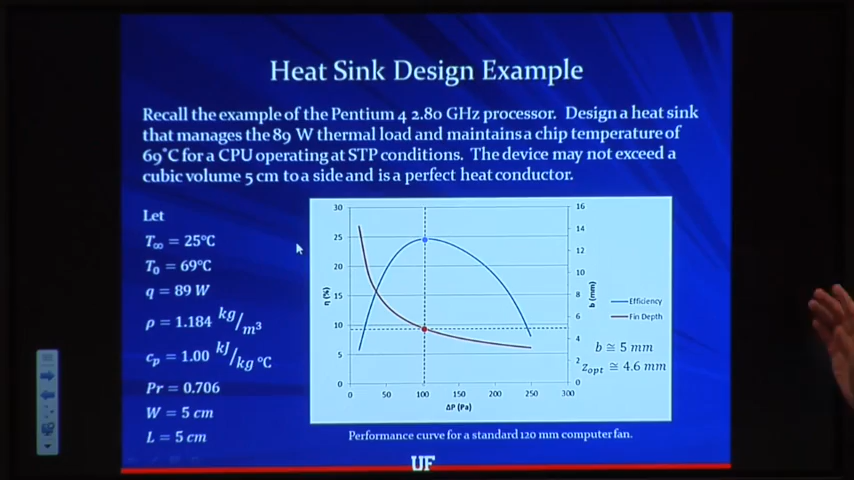 Heat Sink Design Example
Recall the example of the Pentium 4 2.80 GHz processor. Design a heat sink
that manages the 89 W thermal load and maintains a chip temperature of
69°C for a CPU operating at STP conditions. The device may not exceed a
cubic volume 5 cm to a side and is a perfect heat conductor.
Let
T∞ = 25°C
T₀ = 69°C
q = 89 W
ρ = 1.184 kg/m³
cₚ = 1.00 kJ/kg °C
Pr = 0.706
W = 5 cm
L = 5 cm
30
25
20
15
10
5
0
η (%)
0 50 100 150 200 250 300
ΔP (Pa)
16
14
12
10
8
6
4
2
0
b (mm)
Efficiency
Fin Depth
b ≅ 5 mm
zopt ≅ 4.6 mm
Performance curve for a standard 120 mm computer fan.
UF